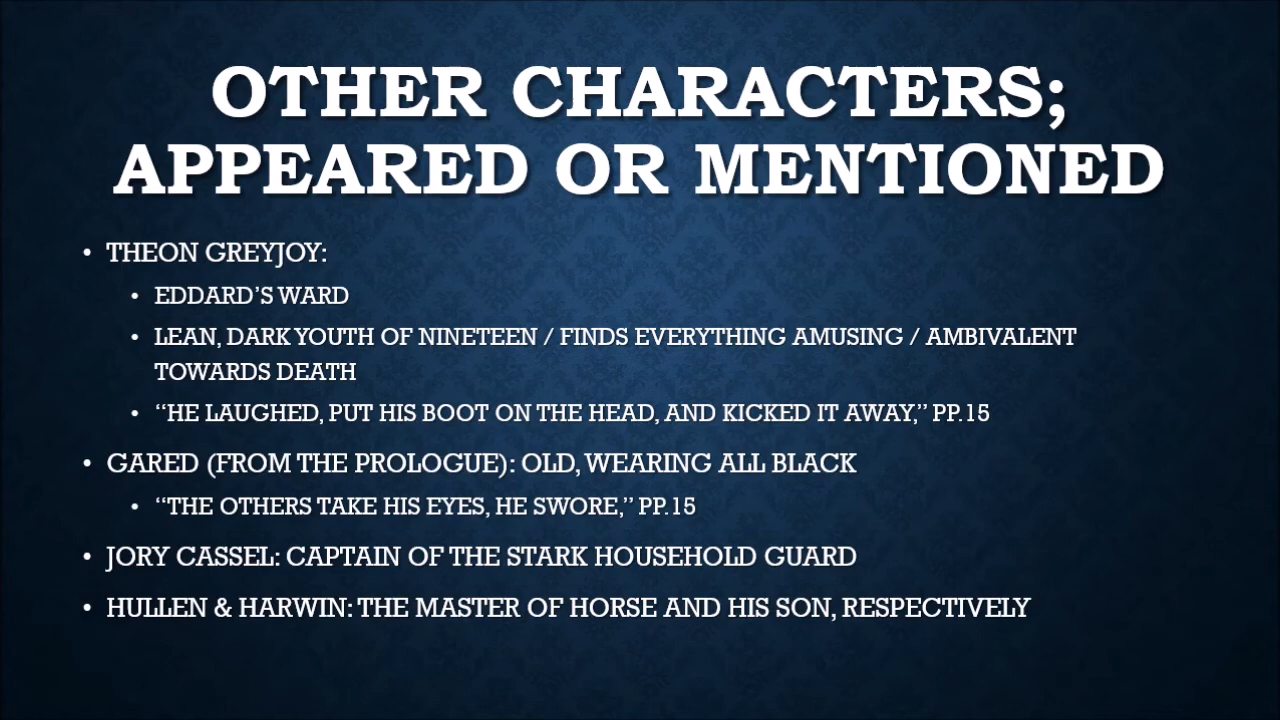 OTHER CHARACTERS;
APPEARED OR MENTIONED
• THEON GREYJOY:
• EDDARD’S WARD
• LEAN, DARK YOUTH OF NINETEEN / FINDS EVERYTHING AMUSING / AMBIVALENT
TOWARDS DEATH
• “HE LAUGHED, PUT HIS BOOT ON THE HEAD, AND KICKED IT AWAY,” PP.15
• GARED (FROM THE PROLOGUE): OLD, WEARING ALL BLACK
• “THE OTHERS TAKE HIS EYES, HE SWORE,” PP.15
• JORY CASSEL: CAPTAIN OF THE STARK HOUSEHOLD GUARD
• HULLEN & HARWIN: THE MASTER OF HORSE AND HIS SON, RESPECTIVELY